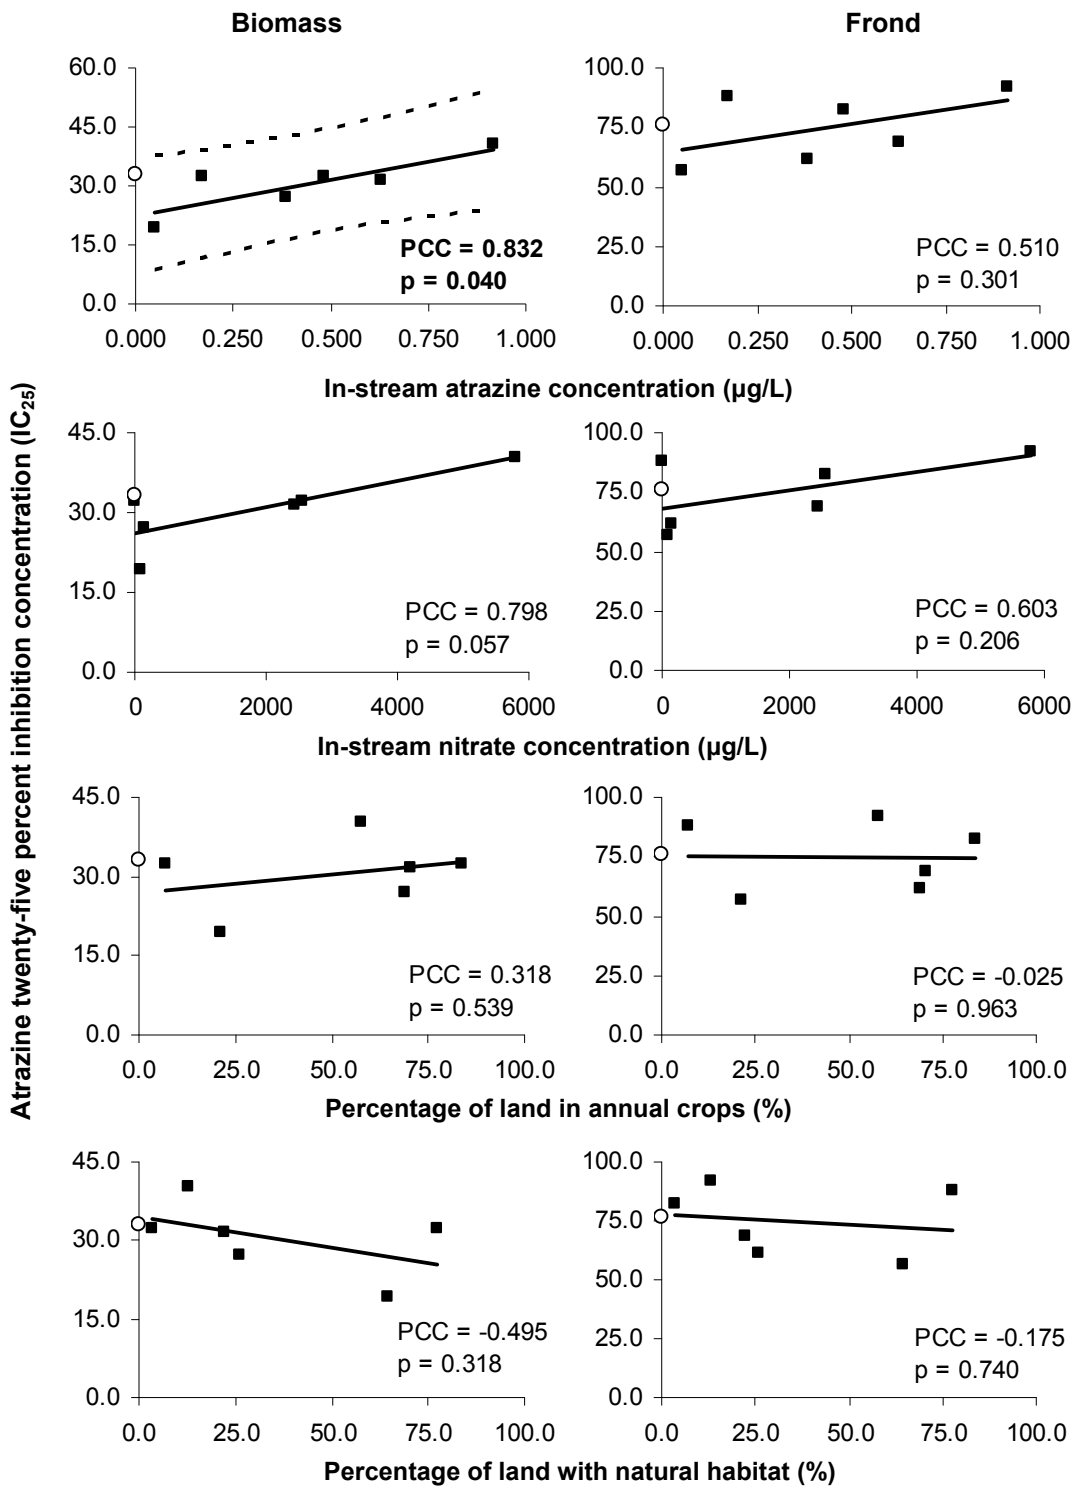 Biomass
Frond
Atrazine twenty-five percent inhibition concentration (IC25)
60.0
45.0
30.0
15.0
0.0
0.000 0.250 0.500 0.750 1.000
PCC = 0.832
p = 0.040
100.0
75.0
50.0
25.0
0.0
0.000 0.250 0.500 0.750 1.000
PCC = 0.510
p = 0.301
In-stream atrazine concentration (µg/L)
45.0
30.0
15.0
0.0
0 2000 4000 6000
PCC = 0.798
p = 0.057
100.0
75.0
50.0
25.0
0.0
0 2000 4000 6000
PCC = 0.603
p = 0.206
In-stream nitrate concentration (µg/L)
45.0
30.0
15.0
0.0
0.0 25.0 50.0 75.0 100.0
PCC = 0.318
p = 0.539
100.0
75.0
50.0
25.0
0.0
0.0 25.0 50.0 75.0 100.0
PCC = -0.025
p = 0.963
Percentage of land in annual crops (%)
45.0
30.0
15.0
0.0
0.0 25.0 50.0 75.0 100.0
PCC = -0.495
p = 0.318
100.0
75.0
50.0
25.0
0.0
0.0 25.0 50.0 75.0 100.0
PCC = -0.175
p = 0.740
Percentage of land with natural habitat (%)